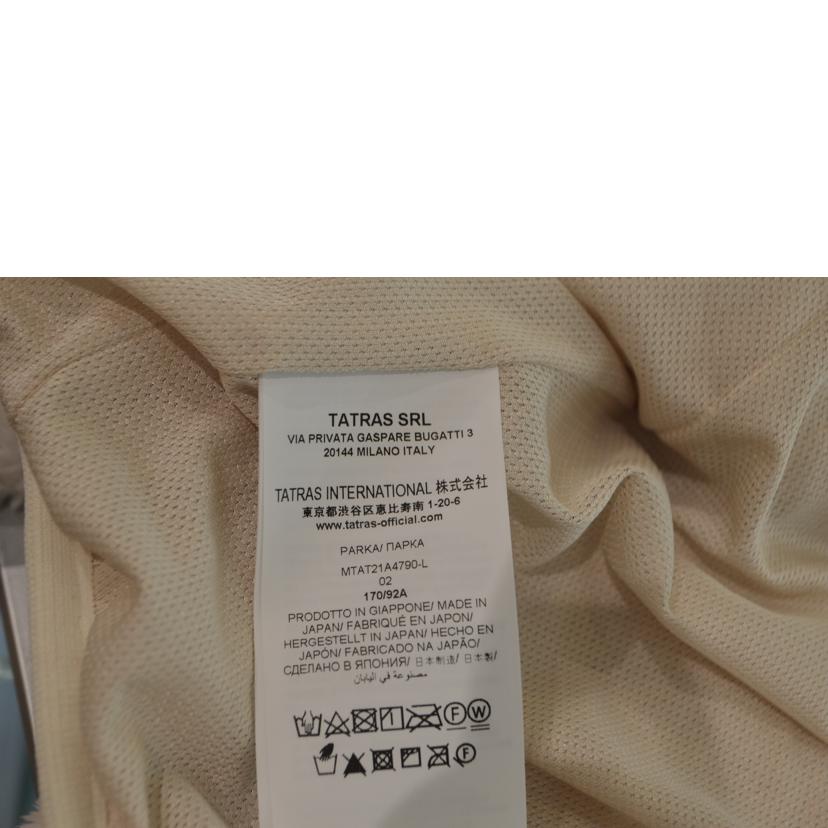 TATRAS SRL
VIA PRIVATA GASPARE BUGATTI 3
20144 MILANO ITALY
TATRAS INTERNATIONAL 株式会社
東京都渋谷区恵比寿南 1-20-6
www.tatras-official.com
PARKA/ ПАРКА
MTAT21A4790-L
02
170/92A
PRODOTTO IN GIAPPONE/ MADE IN
JAPAN/ FABRIQUÉ EN JAPON/
HERGESTELLT IN JAPAN/ HECHO EN
JAPÓN/ FABRICADO NA JAPÃO/
СДЕЛАНО В ЯПОНИЯ/ 日本制造/ 日本製/
مصنوعة في اليابان
F W
F